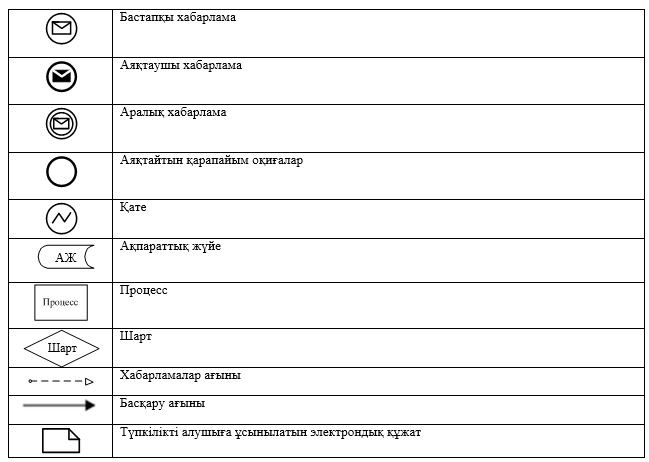 Бастапқы хабарлама
Аяқтаушы хабарлама
Аралық хабарлама
Аяқтайтын қарапайым оқиғалар
Қате
АЖ
Ақпараттық жүйе
Процесс
Процесс
Шарт
Шарт
Хабарламалар ағыны
Басқару ағыны
Түпкілікті алушыға ұсынылатын электрондық құжат